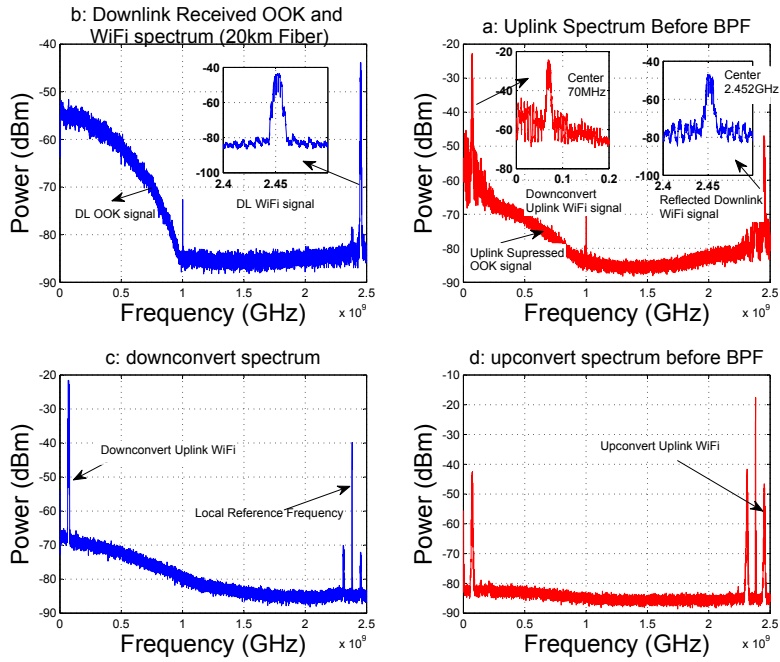 b: Downlink Received OOK and
WiFi spectrum (20km Fiber)
-40
-50
-60
-70
-80
-90
Power (dBm)
0
0.5
1
1.5
2
2.5
x 10^9
Frequency (GHz)
DL OOK signal
-40
-60
-80
-100
2.4
2.45
DL WiFi signal
a: Uplink Spectrum Before BPF
-20
-30
-40
-50
-60
-70
-80
-90
Power (dBm)
0
0.5
1
1.5
2
2.5
x 10^9
Frequency (GHz)
-40
-60
-80
0
0.1
0.2
Center
70MHz
Downconvert
Uplink WiFi signal
-40
-60
-80
-100
2.4
2.45
Center
2.452GHz
Reflected Downlink
WiFi signal
Uplink Supressed
OOK signal
c: downconvert spectrum
-20
-30
-40
-50
-60
-70
-80
-90
Power (dBm)
0
0.5
1
1.5
2
2.5
x 10^9
Frequency (GHz)
Downconvert Uplink WiFi
Local Reference Frequency
d: upconvert spectrum before BPF
-10
-20
-30
-40
-50
-60
-70
-80
-90
Power (dBm)
0
0.5
1
1.5
2
2.5
x 10^9
Frequency (GHz)
Upconvert Uplink WiFi